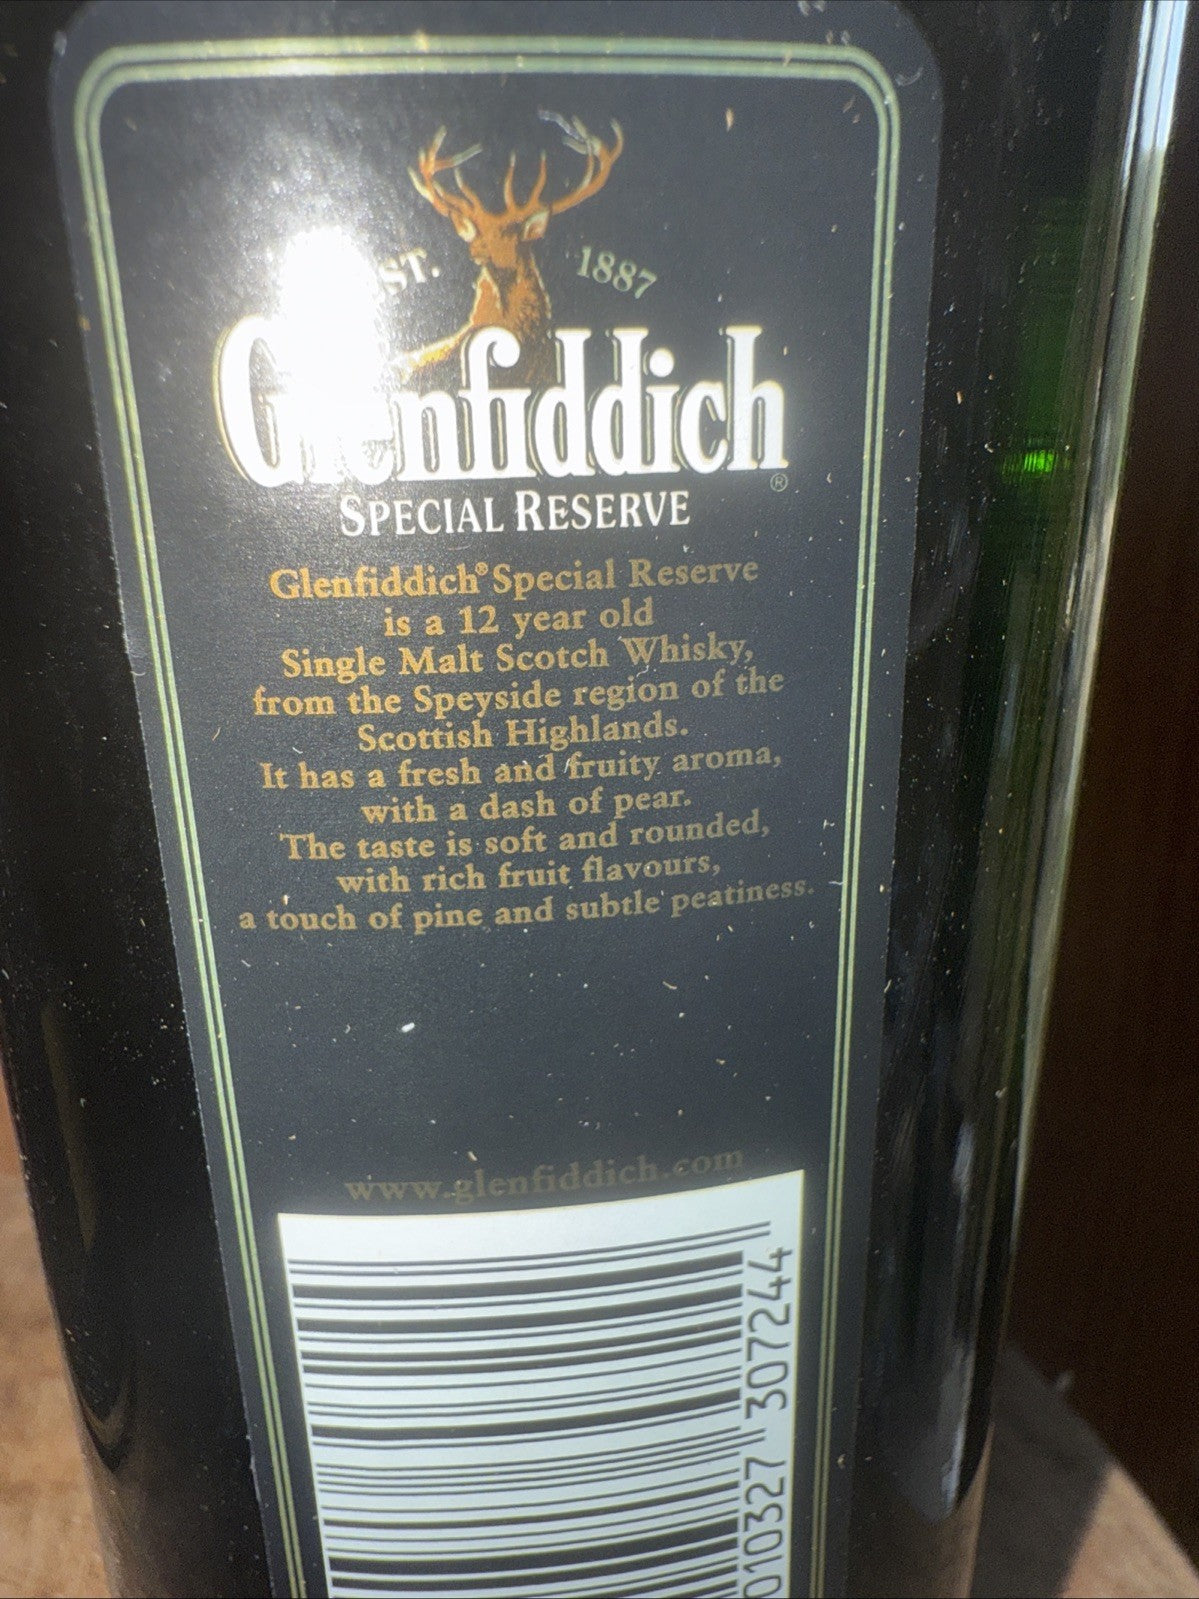 EST. 1887
Glenfiddich®
SPECIAL RESERVE
Glenfiddich® Special Reserve
is a 12 year old
Single Malt Scotch Whisky,
from the Speyside region of the
Scottish Highlands.
It has a fresh and fruity aroma,
with a dash of pear.
The taste is soft and rounded,
with rich fruit flavours,
a touch of pine and subtle peatiness.
www.glenfiddich.com
010327 307244